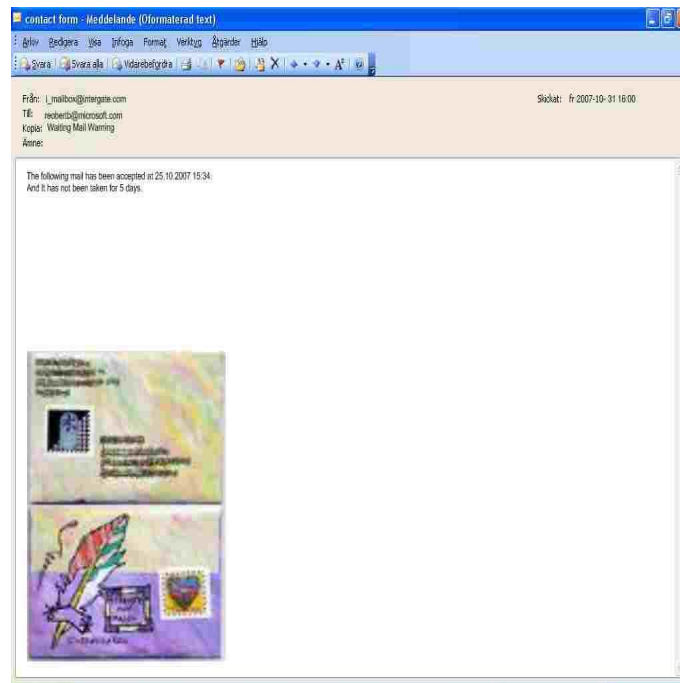 contact form - Meddelande (Oformaterad text)
Arkiv Redigera Visa Infoga Format Verktyg Åtgärder Hjälp
Svara Svara alla Vidarebefordra
Från: i_mailbox@intergate.com Skickat: fr 2007-10- 31 16:00
Till: reobertb@microsoft.com
Kopia: Waiting Mail Warning
Ämne:
The following mail has been accepted at 25.10.2007 15:34.
And it has not been taken for 5 days.